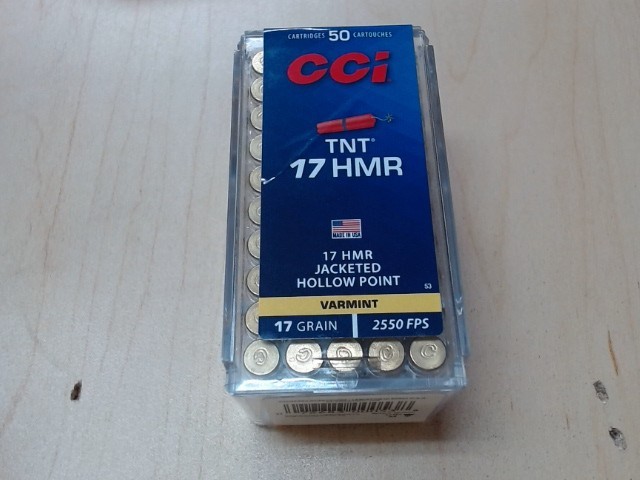 CARTRIDGES 50 CARTOUCHES
CCI
TNT®
17 HMR
MADE IN USA
17 HMR
JACKETED
HOLLOW POINT
53
VARMINT
17 GRAIN | 2550 FPS
C C C C